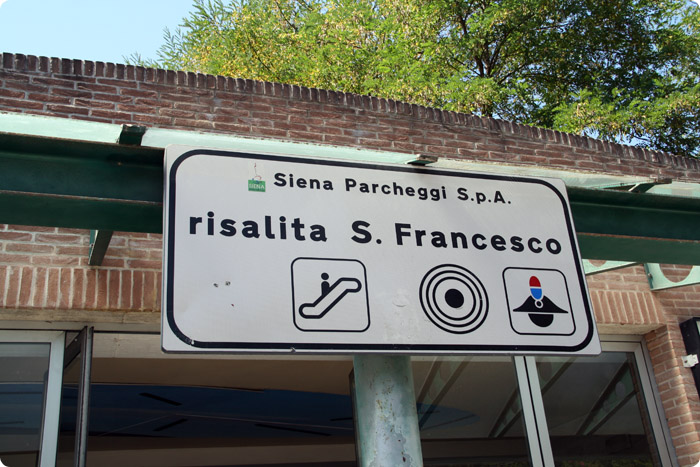 SIENA
Siena Parcheggi S.p.A.
risalita S. Francesco